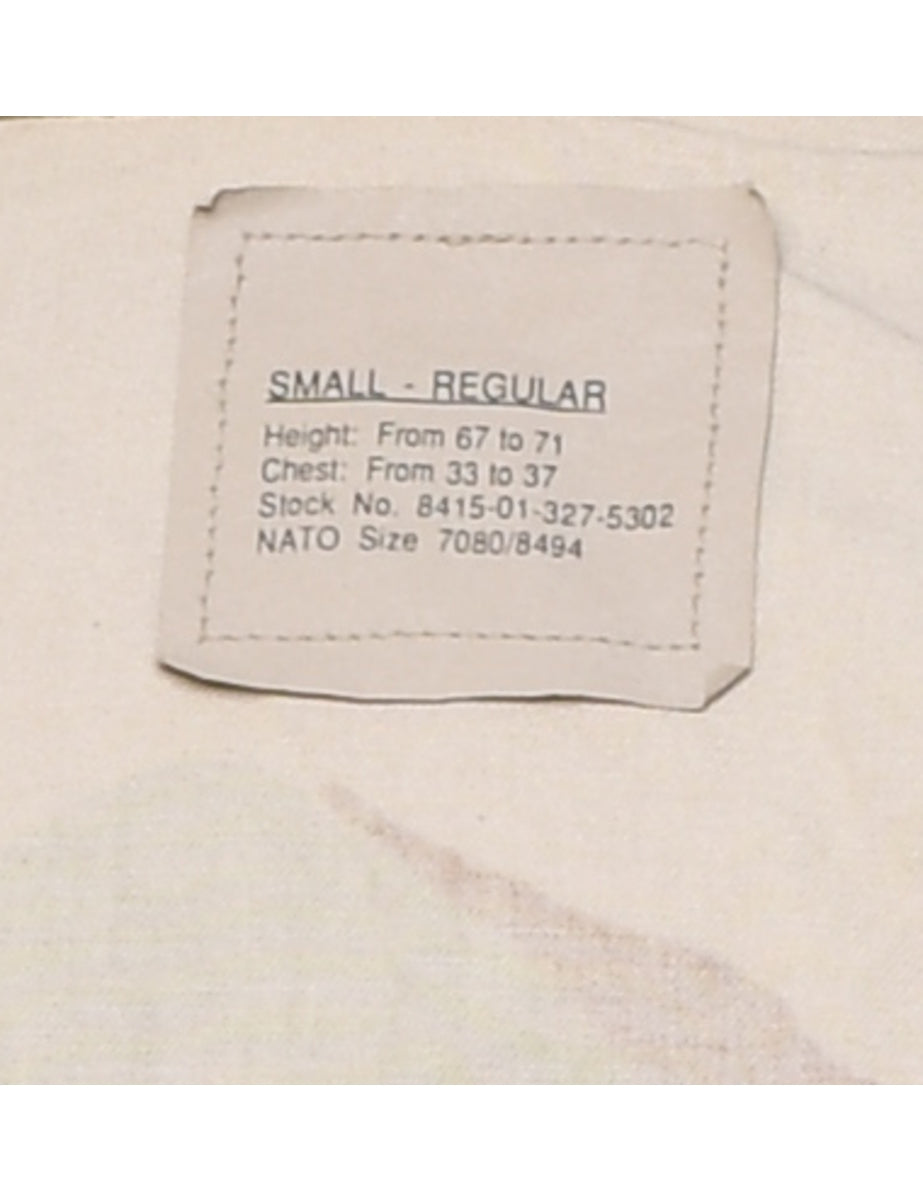 SMALL - REGULAR
Height: From 67 to 71
Chest: From 33 to 37
Stock No. 8415-01-327-5302
NATO Size 7080/8494